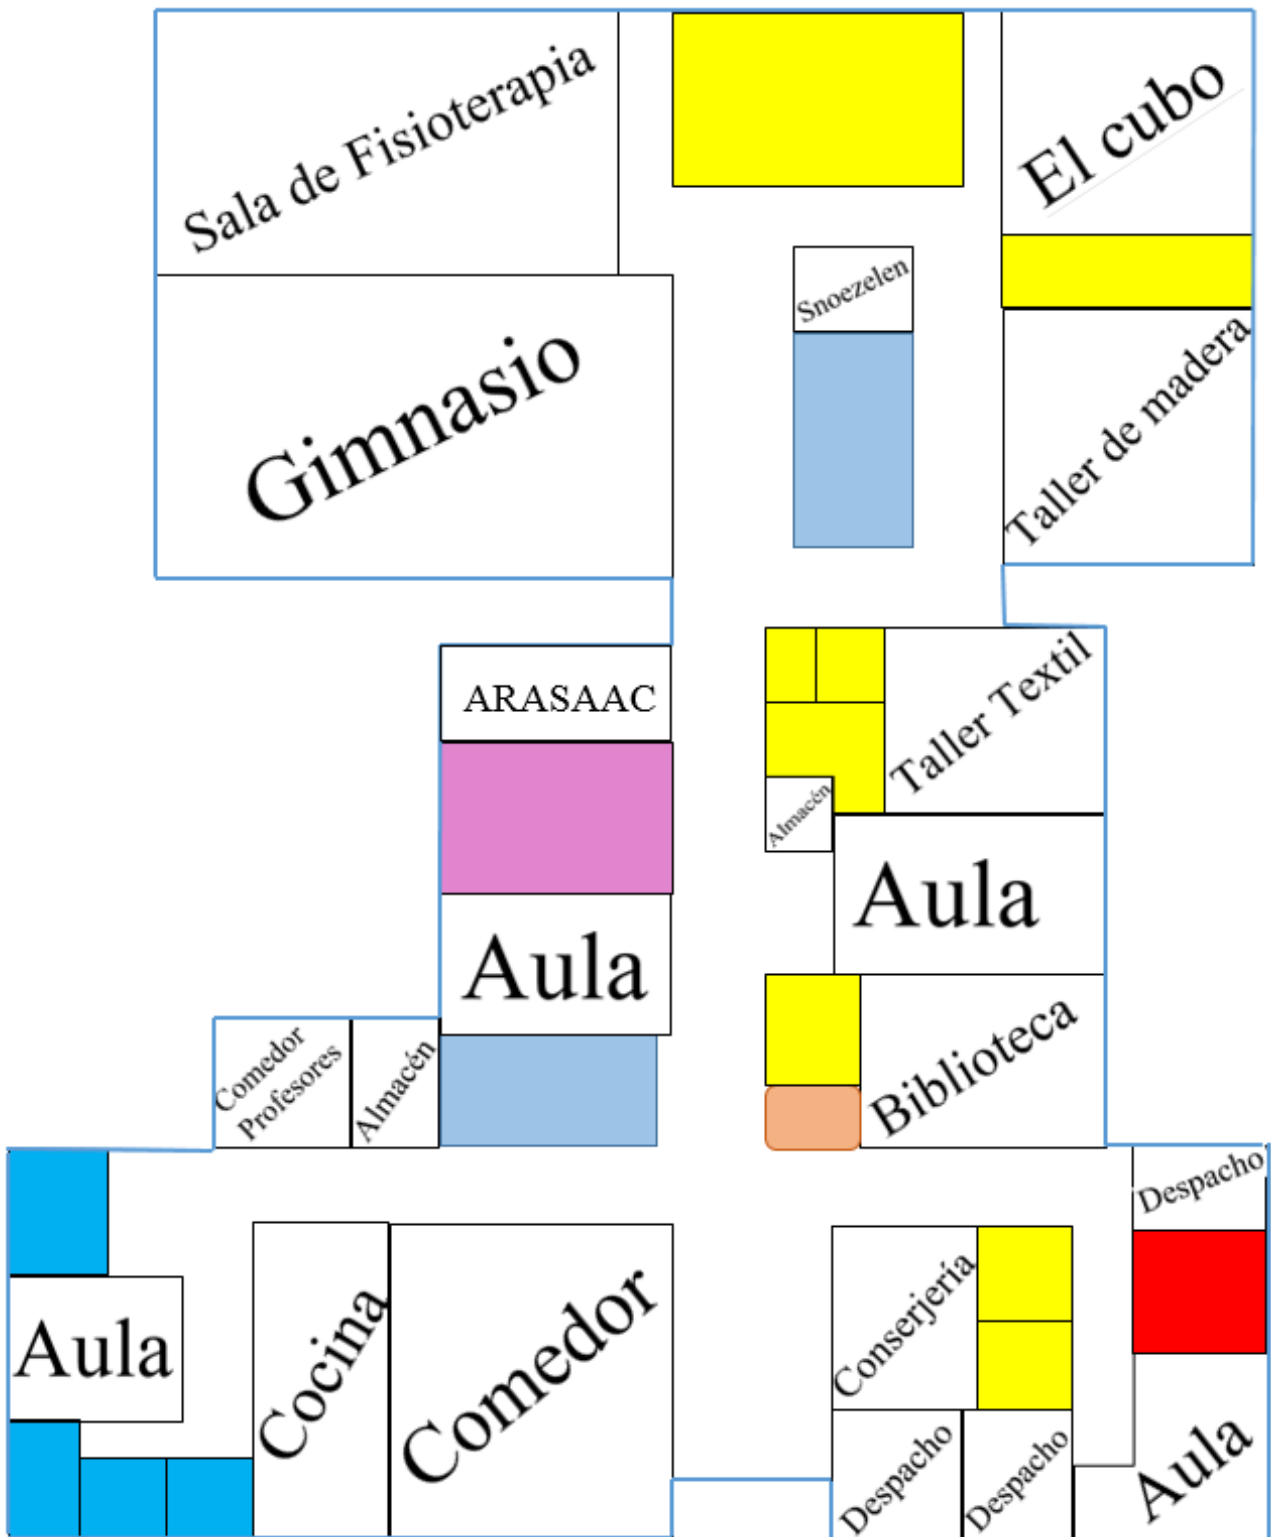 Sala de Fisioterapia
El cubo
Snoezelen
Gimnasio
Taller de madera
ARASAAC
Taller Textil
Almacén
Aula
Aula
Biblioteca
Comedor
Profesores
Almacén
Despacho
Aula
Cocina
Comedor
Conserjería
Despacho
Despacho
Aula